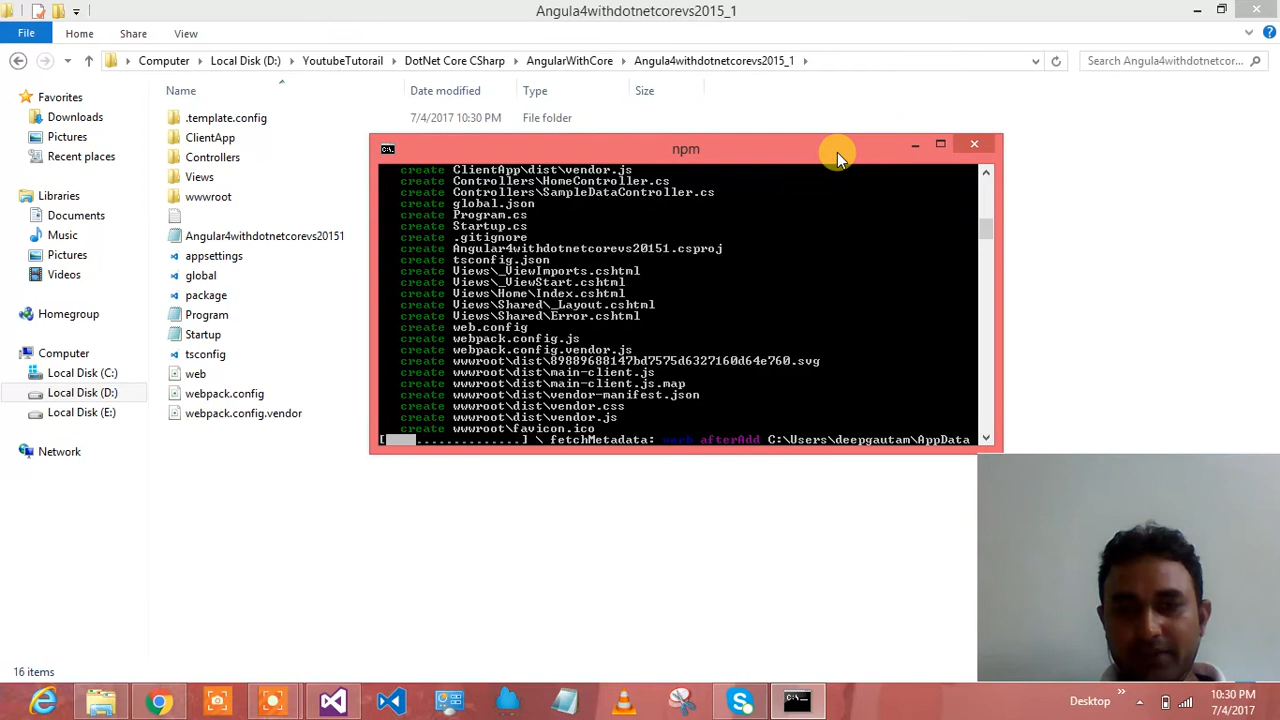 Angula4withdotnetcorevs2015_1
File
Home
Share
View
Computer
Local Disk (D:)
YoutubeTutorail
DotNet Core CSharp
AngularWithCore
Angula4withdotnetcorevs2015_1
Search Angula4withdotnetcor...
Name
Date modified
Type
Size
Favorites
Downloads
Pictures
Recent places
Libraries
Documents
Music
Pictures
Videos
Homegroup
Computer
Local Disk (C:)
Local Disk (D:)
Local Disk (E:)
Network
.template.config
7/4/2017 10:30 PM
File folder
ClientApp
Controllers
Views
wwwroot
Angular4withdotnetcorevs20151
appsettings
global
package
Program
Startup
tsconfig
web
webpack.config
webpack.config.vendor
C:\.
npm
create ClientApp\dist\vendor.js
create Controllers\HomeController.cs
create Controllers\SampleDataController.cs
create global.json
create Program.cs
create Startup.cs
create .gitignore
create Angular4withdotnetcorevs20151.csproj
create tsconfig.json
create Views\_ViewImports.cshtml
create Views\_ViewStart.cshtml
create Views\Home\Index.cshtml
create Views\Shared\_Layout.cshtml
create Views\Shared\Error.cshtml
create web.config
create webpack.config.js
create webpack.config.vendor.js
create wwwroot\dist\89889688147bd7575d6327160d64e760.svg
create wwwroot\dist\main-client.js
create wwwroot\dist\main-client.js.map
create wwwroot\dist\vendor-manifest.json
create wwwroot\dist\vendor.css
create wwwroot\dist\vendor.js
create wwwroot\favicon.ico
[ ..............] \ fetchMetadata: work afterAdd C:\Users\deepgautam\AppData
16 items
Desktop
10:30 PM
7/4/2017